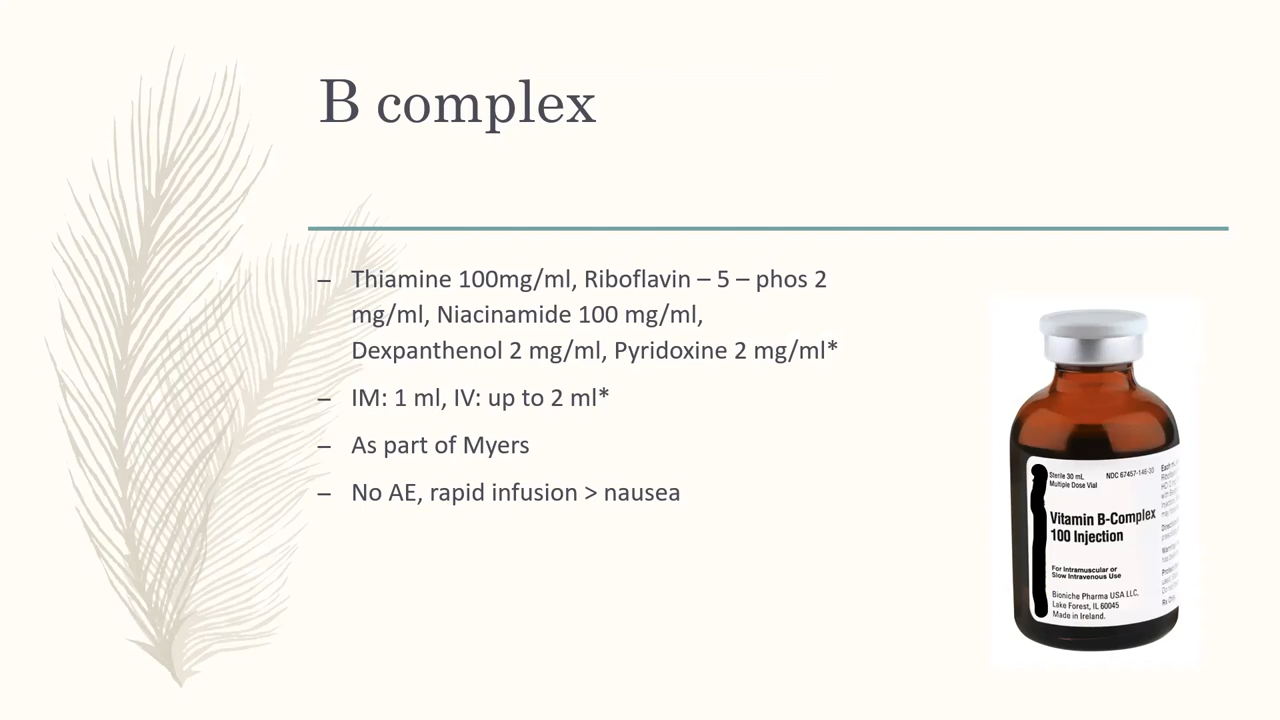 B complex
– Thiamine 100mg/ml, Riboflavin – 5 – phos 2
mg/ml, Niacinamide 100 mg/ml,
Dexpanthenol 2 mg/ml, Pyridoxine 2 mg/ml*
– IM: 1 ml, IV: up to 2 ml*
– As part of Myers
– No AE, rapid infusion > nausea
Sterile 30 mL NDC 67457-146-30
Multiple Dose Vial
Vitamin B-Complex
100 Injection
For Intramuscular or
Slow Intravenous Use
Bioniche Pharma USA LLC,
Lake Forest, IL 60045
Made in Ireland.